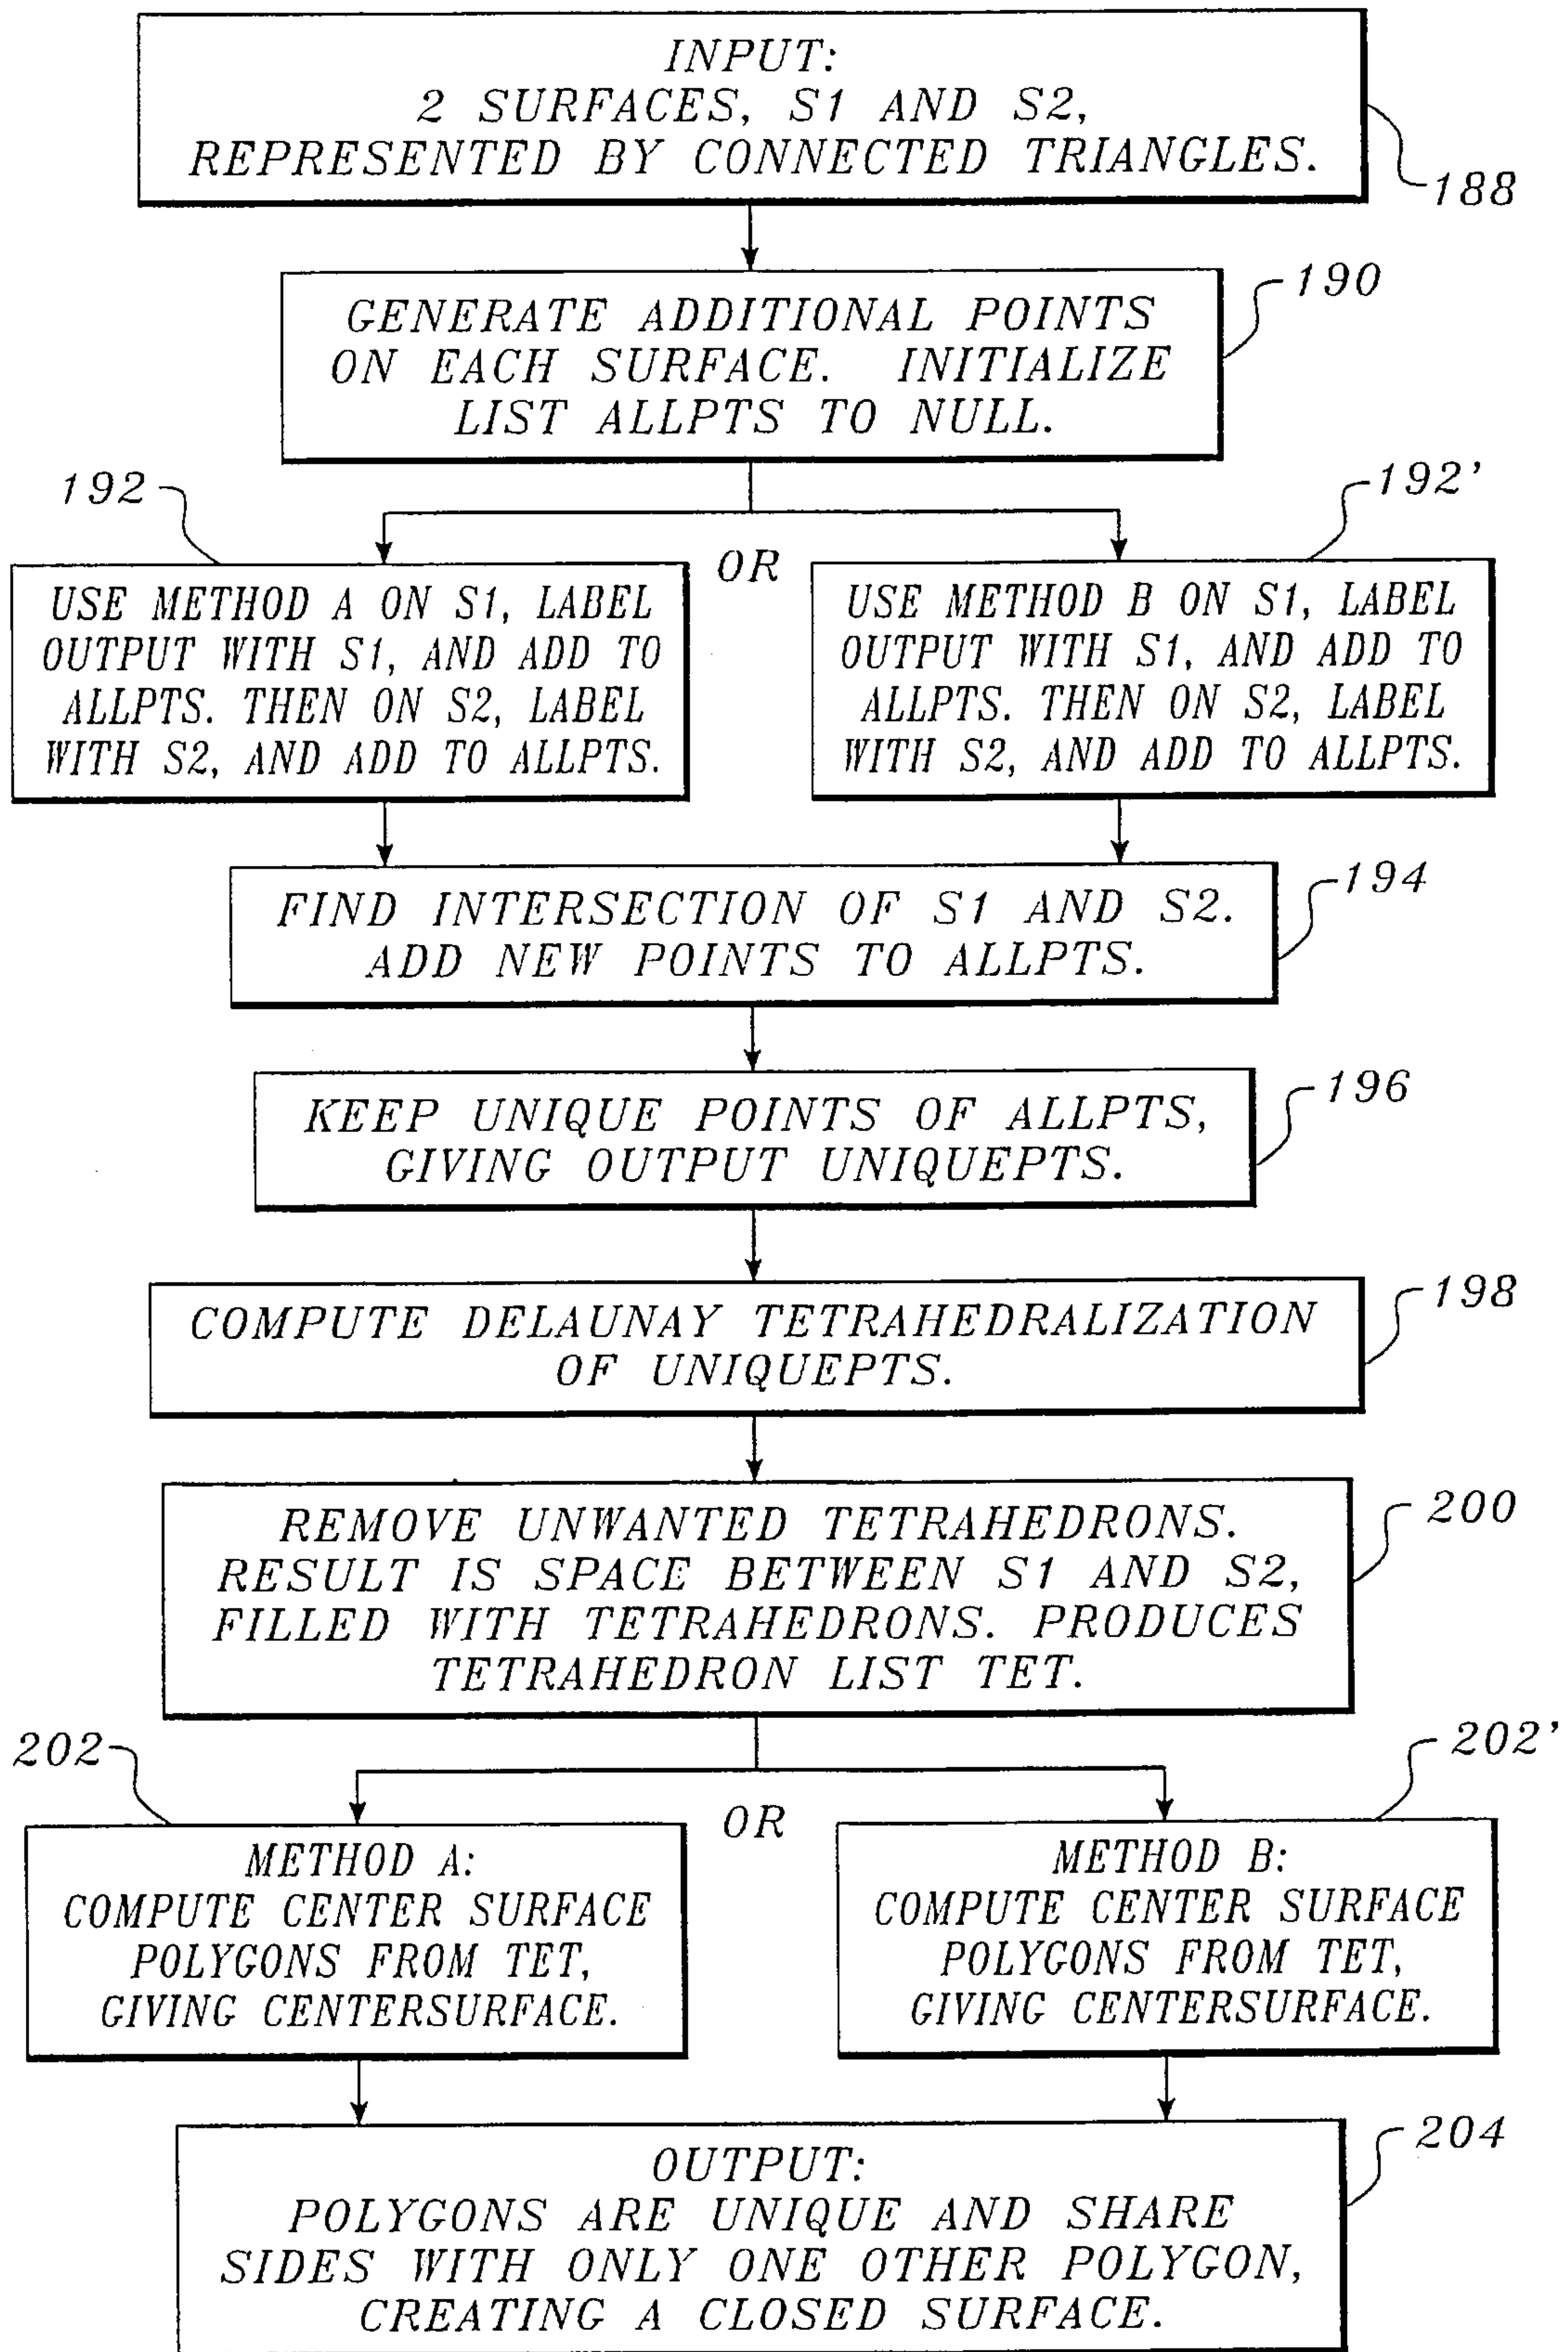 INPUT:
2 SURFACES, S1 AND S2,
REPRESENTED BY CONNECTED TRIANGLES.
188
GENERATE ADDITIONAL POINTS
ON EACH SURFACE. INITIALIZE
LIST ALLPTS TO NULL.
190
192
USE METHOD A ON S1, LABEL
OUTPUT WITH S1, AND ADD TO
ALLPTS. THEN ON S2, LABEL
WITH S2, AND ADD TO ALLPTS.
OR
192'
USE METHOD B ON S1, LABEL
OUTPUT WITH S1, AND ADD TO
ALLPTS. THEN ON S2, LABEL
WITH S2, AND ADD TO ALLPTS.
FIND INTERSECTION OF S1 AND S2.
ADD NEW POINTS TO ALLPTS.
194
KEEP UNIQUE POINTS OF ALLPTS,
GIVING OUTPUT UNIQUEPTS.
196
COMPUTE DELAUNAY TETRAHEDRALIZATION
OF UNIQUEPTS.
198
REMOVE UNWANTED TETRAHEDRONS.
RESULT IS SPACE BETWEEN S1 AND S2,
FILLED WITH TETRAHEDRONS. PRODUCES
TETRAHEDRON LIST TET.
200
202
METHOD A:
COMPUTE CENTER SURFACE
POLYGONS FROM TET,
GIVING CENTERSURFACE.
OR
202'
METHOD B:
COMPUTE CENTER SURFACE
POLYGONS FROM TET,
GIVING CENTERSURFACE.
OUTPUT:
POLYGONS ARE UNIQUE AND SHARE
SIDES WITH ONLY ONE OTHER POLYGON,
CREATING A CLOSED SURFACE.
204